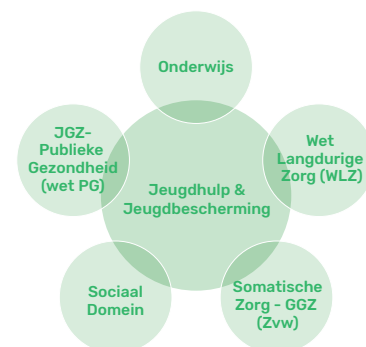 Onderwijs
JGZ-
Publieke
Gezondheid
(wet PG)
Wet
Langdurige
Zorg (WLZ)
Jeugdhulp &
Jeugdbescherming
Sociaal
Domein
Somatische
Zorg - GGZ
(Zvw)